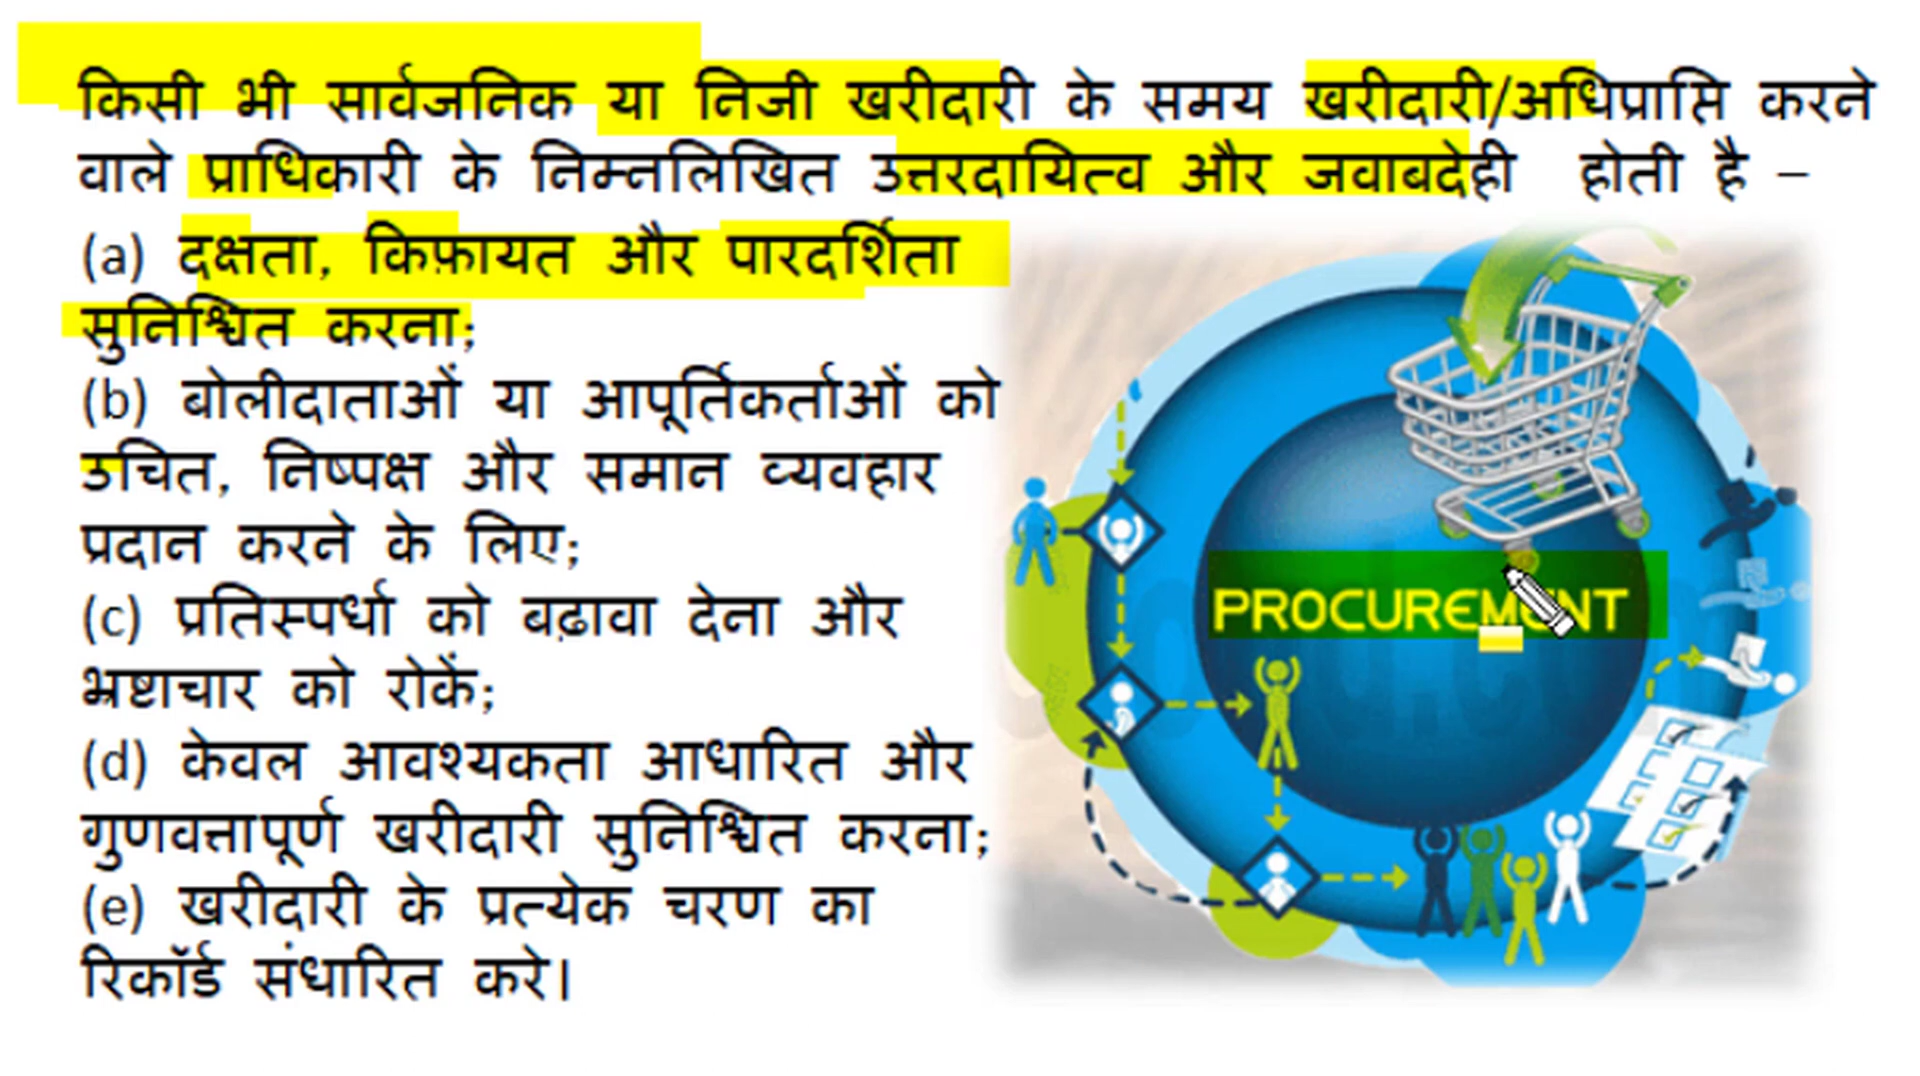 किसी भी सार्वजनिक या निजी खरीदारी के समय खरीदारी/अधिप्राप्ति करने
वाले प्राधिकारी के निम्नलिखित उत्तरदायित्व और जवाबदेही होती है –
(a) दक्षता, किफ़ायत और पारदर्शिता
सुनिश्चित करना;
(b) बोलीदाताओं या आपूर्तिकर्ताओं को
उचित, निष्पक्ष और समान व्यवहार
प्रदान करने के लिए;
(c) प्रतिस्पर्धा को बढ़ावा देना और
भ्रष्टाचार को रोकें;
(d) केवल आवश्यकता आधारित और
गुणवत्तापूर्ण खरीदारी सुनिश्चित करना;
(e) खरीदारी के प्रत्येक चरण का
रिकॉर्ड संधारित करे।
PROCUREMENT